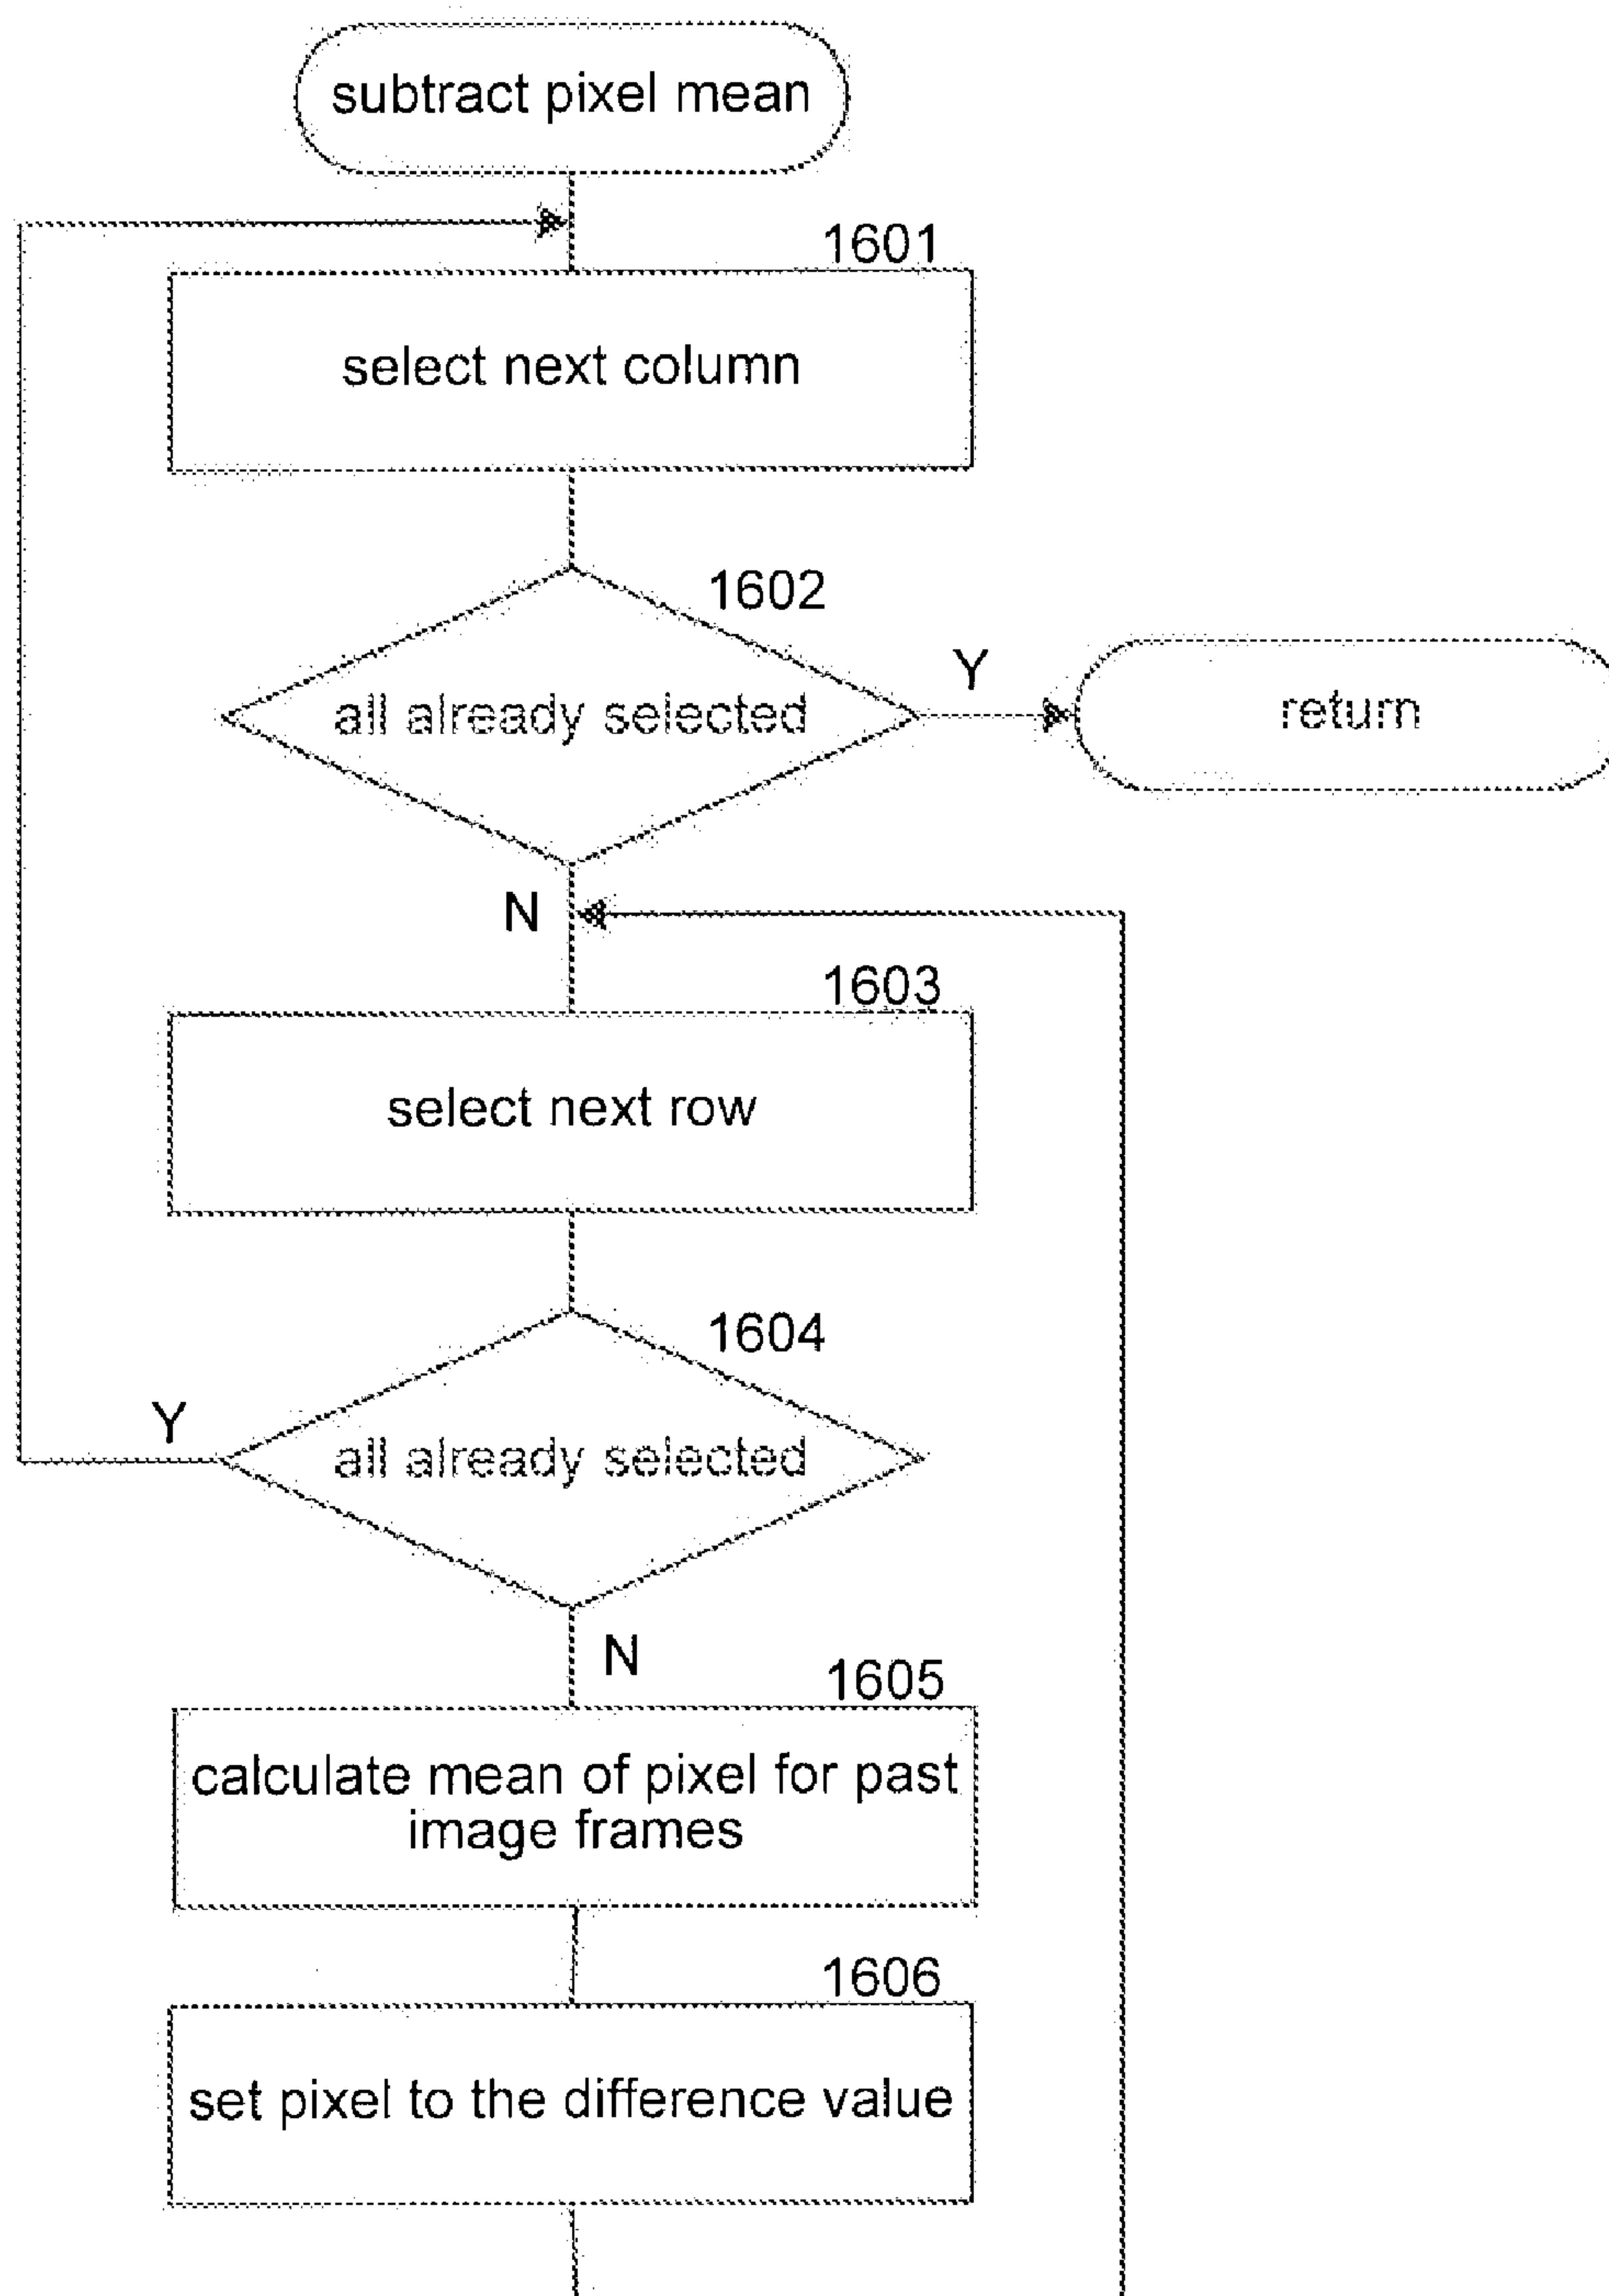 subtract pixel mean
1601
select next column
1602
all already selected
Y
return
N
1603
select next row
1604
Y
all already selected
N
1605
calculate mean of pixel for past
image frames
1606
set pixel to the difference value